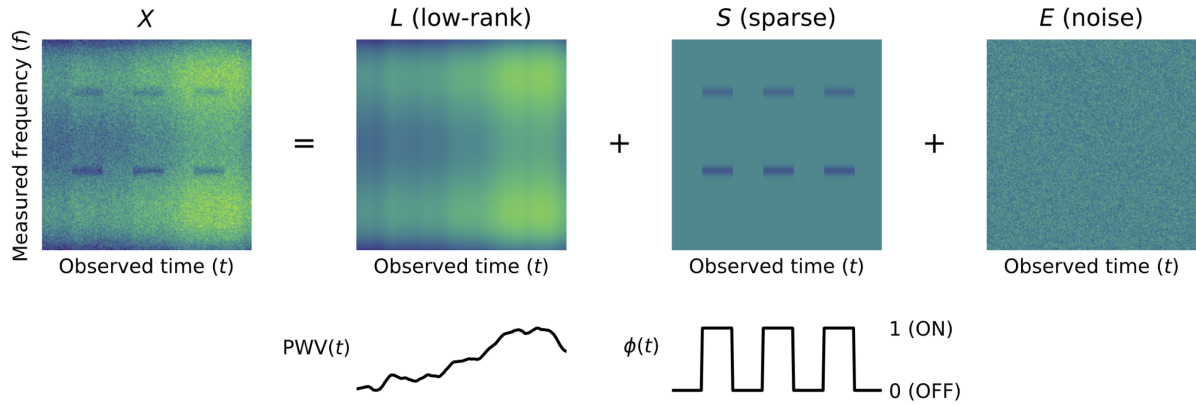 X
L (low-rank)
S (sparse)
E (noise)
Measured frequency (f)
=
+
+
Observed time (t)
Observed time (t)
Observed time (t)
Observed time (t)
PWV(t)
ϕ(t)
1 (ON)
0 (OFF)